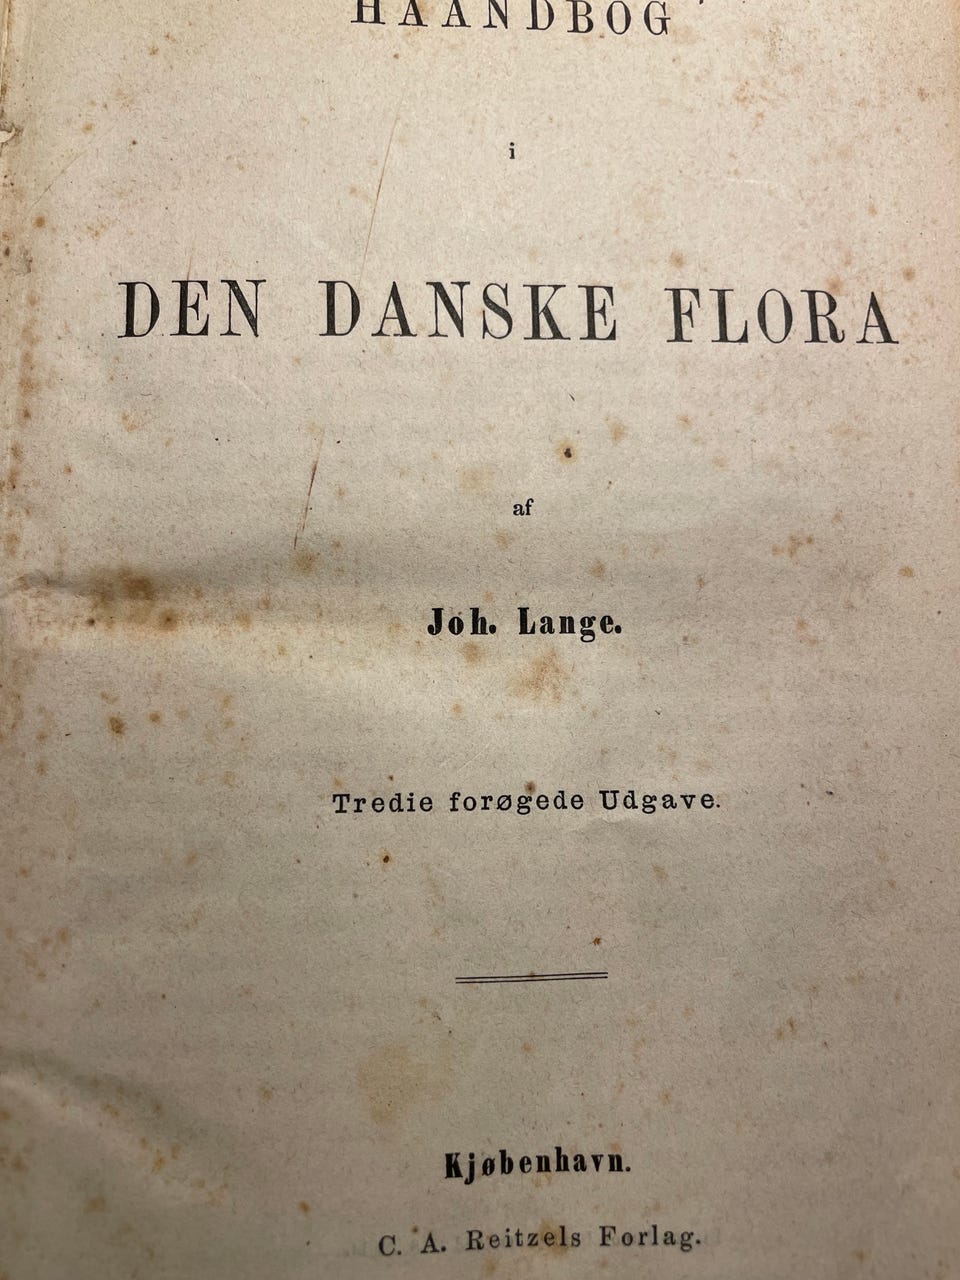 HAANDBOG
i
DEN DANSKE FLORA
af
Joh. Lange.
Tredie forøgede Udgave.
Kjøbenhavn.
C. A. Reitzels Forlag.